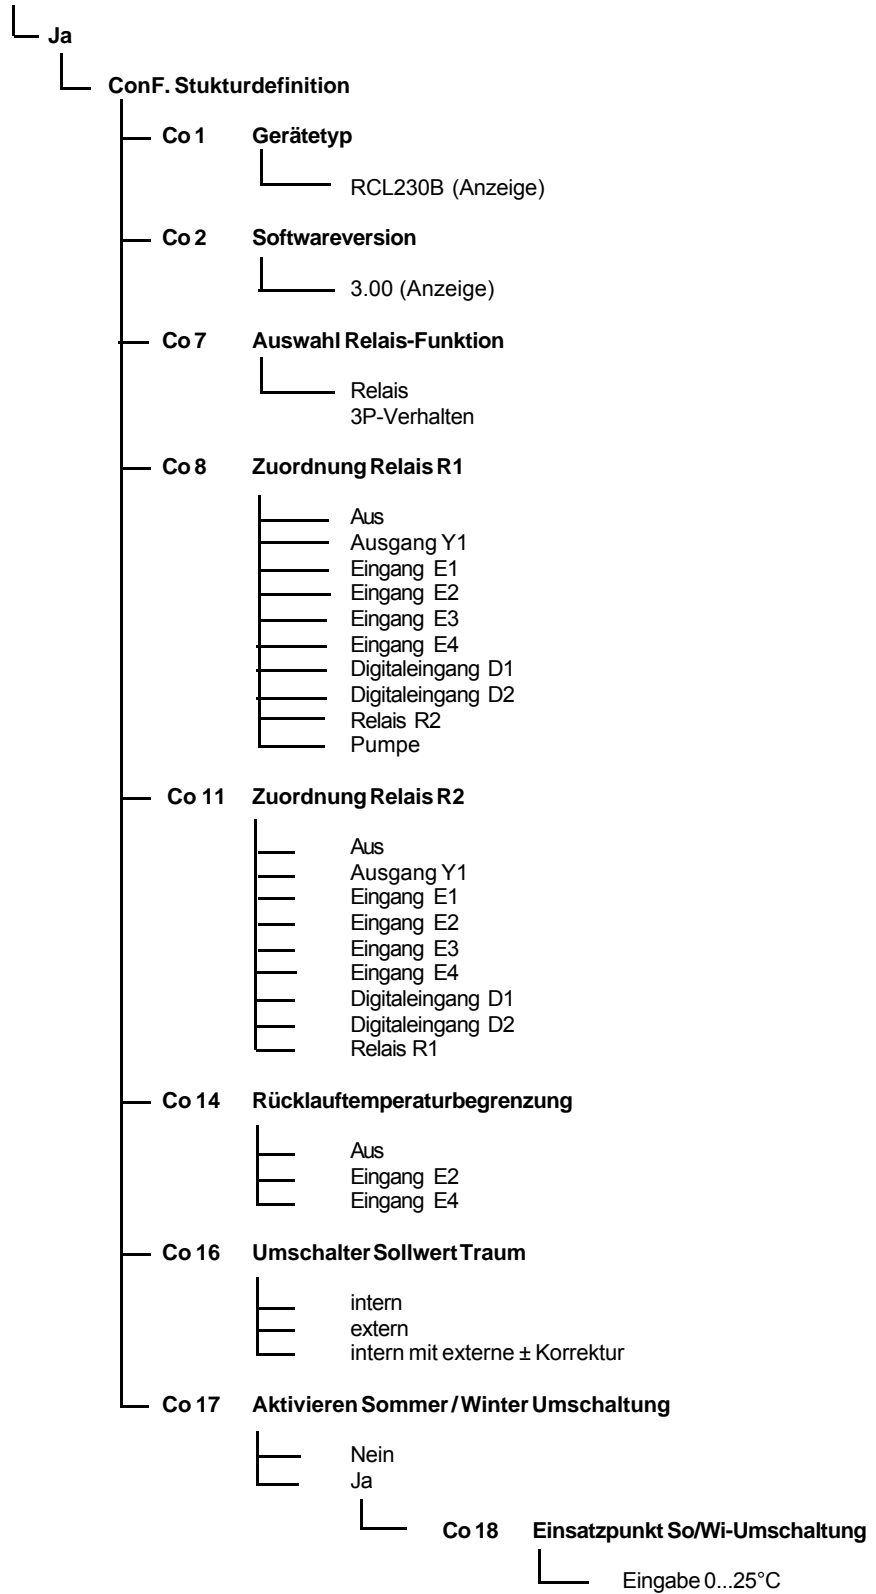 Ja
ConF. Stukturdefinition
Co 1 Gerätetyp
RCL230B (Anzeige)
Co 2 Softwareversion
3.00 (Anzeige)
Co 7 Auswahl Relais-Funktion
Relais
3P-Verhalten
Co 8 Zuordnung Relais R1
Aus
Ausgang Y1
Eingang E1
Eingang E2
Eingang E3
Eingang E4
Digitaleingang D1
Digitaleingang D2
Relais R2
Pumpe
Co 11 Zuordnung Relais R2
Aus
Ausgang Y1
Eingang E1
Eingang E2
Eingang E3
Eingang E4
Digitaleingang D1
Digitaleingang D2
Relais R1
Co 14 Rücklauftemperaturbegrenzung
Aus
Eingang E2
Eingang E4
Co 16 Umschalter Sollwert Traum
intern
extern
intern mit externe ± Korrektur
Co 17 Aktivieren Sommer / Winter Umschaltung
Nein
Ja
Co 18 Einsatzpunkt So/Wi-Umschaltung
Eingabe 0...25°C